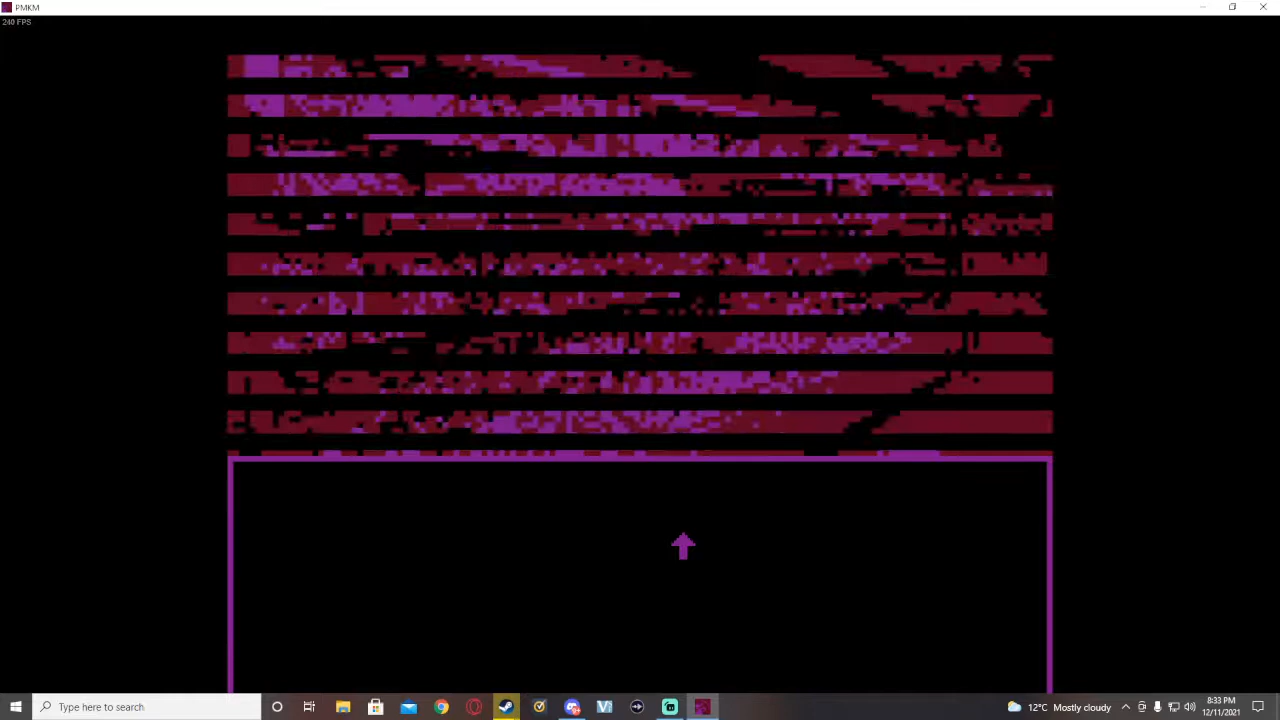 PMKM
240 FPS
Type here to search
12°C Mostly cloudy
8:33 PM
12/11/2021